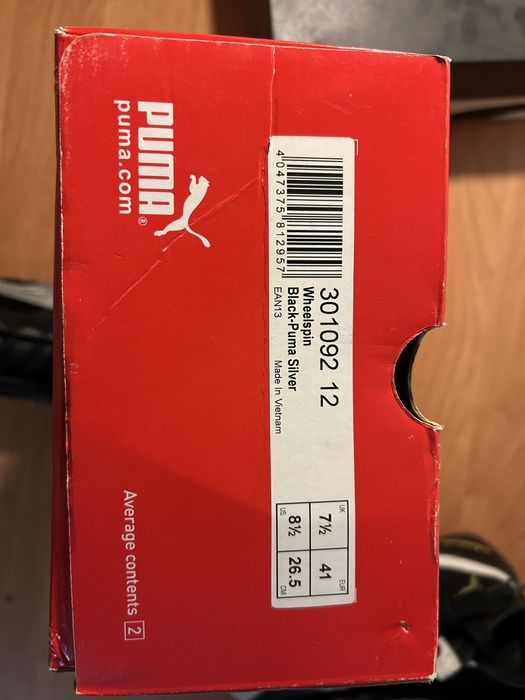 PUMA®
puma.com
4 047375 812957
301092 12
Wheelspin
Black-Puma Silver
EAN13 Made In Vietnam
UK 7½ 41 EUR
US 8½ 26.5 CM
Average contents 2